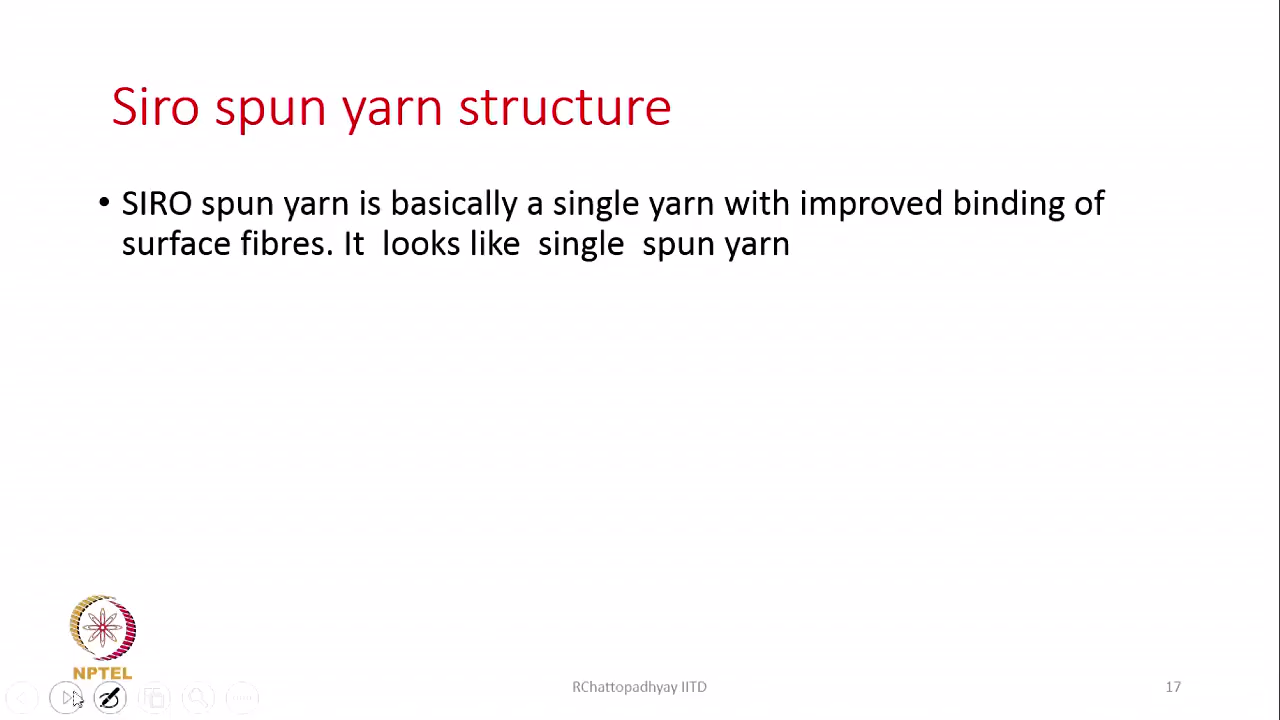 Siro spun yarn structure
• SIRO spun yarn is basically a single yarn with improved binding of
surface fibres. It looks like single spun yarn
NPTEL
RChattopadhyay IITD
17